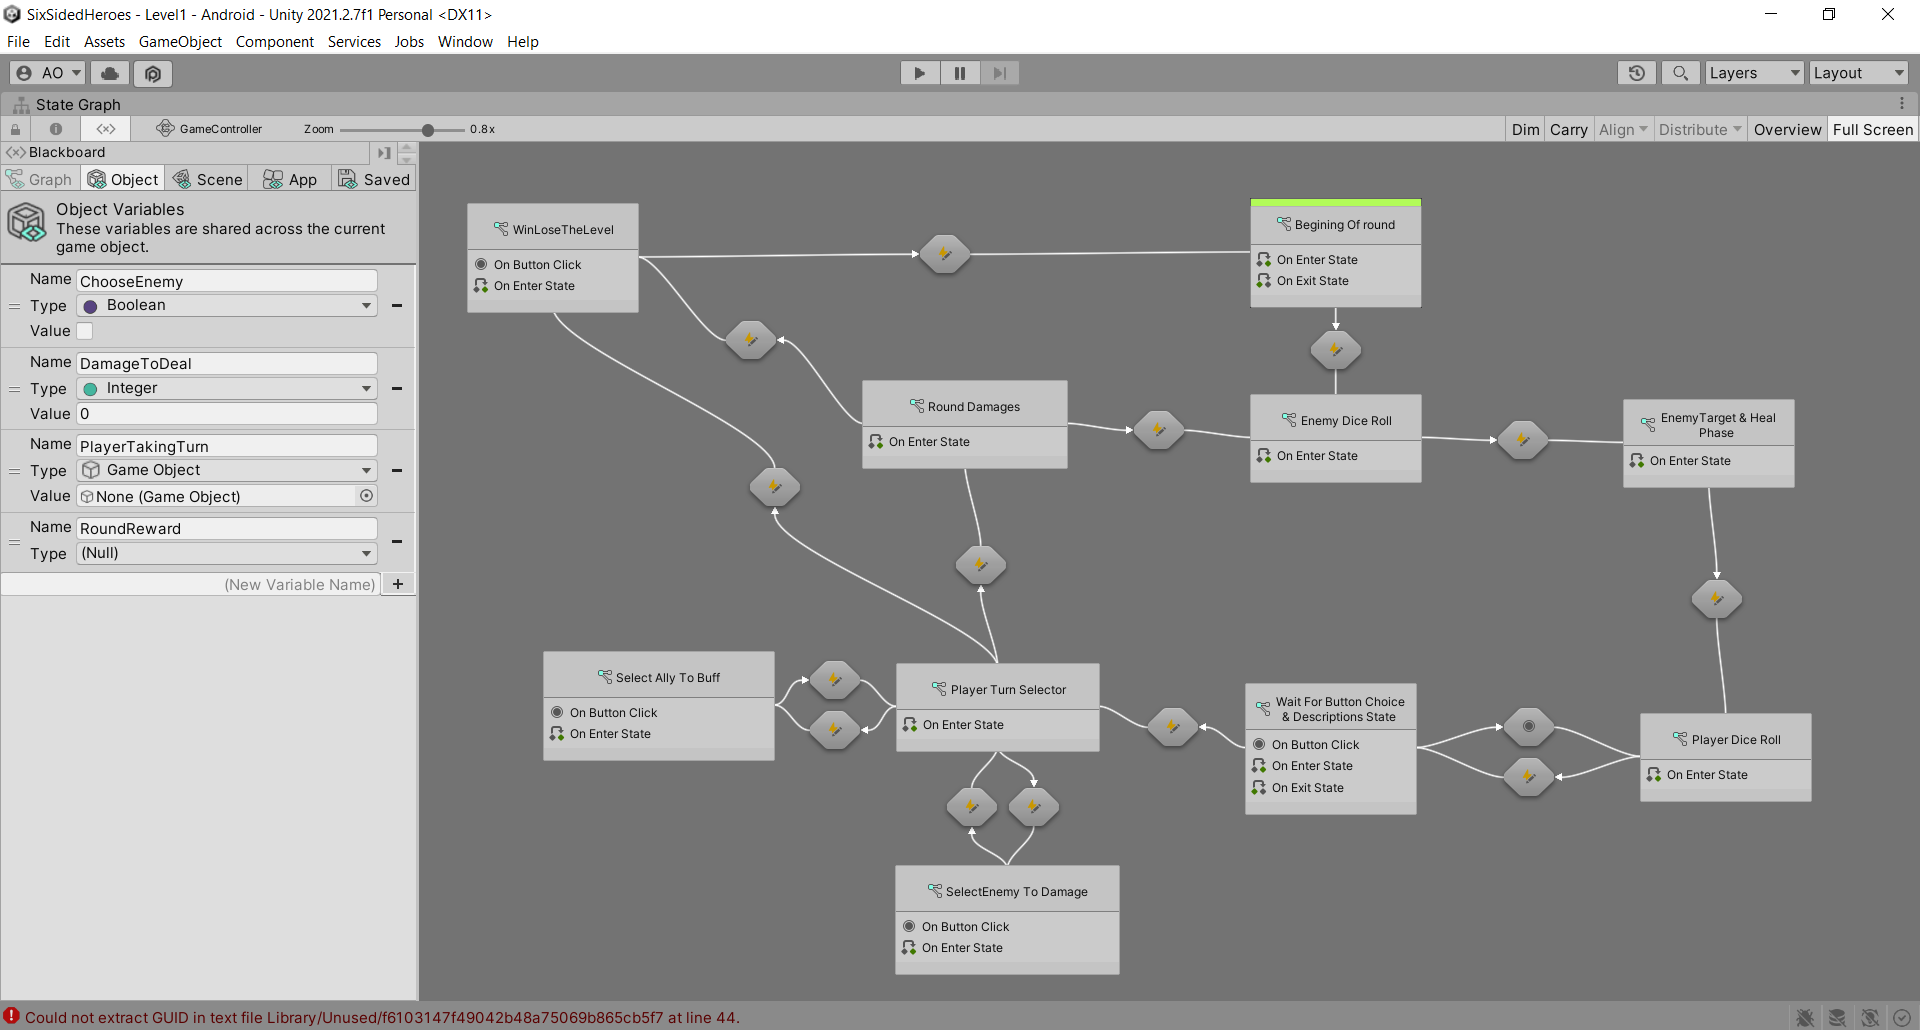 SixSidedHeroes - Level1 - Android - Unity 2021.2.7f1 Personal <DX11>
File Edit Assets GameObject Component Services Jobs Window Help
AO Layers Layout
State Graph
GameController Zoom 0.8x Dim Carry Align Distribute Overview Full Screen
Blackboard
Graph Object Scene App Saved
Object Variables
These variables are shared across the current
game object.
Name ChooseEnemy
Type Boolean
Value
Name DamageToDeal
Type Integer
Value 0
Name PlayerTakingTurn
Type Game Object
Value None (Game Object)
Name RoundReward
Type (Null)
(New Variable Name)
WinLoseTheLevel
On Button Click
On Enter State
Begining Of round
On Enter State
On Exit State
Round Damages
On Enter State
Enemy Dice Roll
On Enter State
EnemyTarget & Heal
Phase
On Enter State
Select Ally To Buff
On Button Click
On Enter State
Player Turn Selector
On Enter State
Wait For Button Choice
& Descriptions State
On Button Click
On Enter State
On Exit State
Player Dice Roll
On Enter State
SelectEnemy To Damage
On Button Click
On Enter State
Could not extract GUID in text file Library/Unused/f6103147f49042b48a75069b865cb5f7 at line 44.